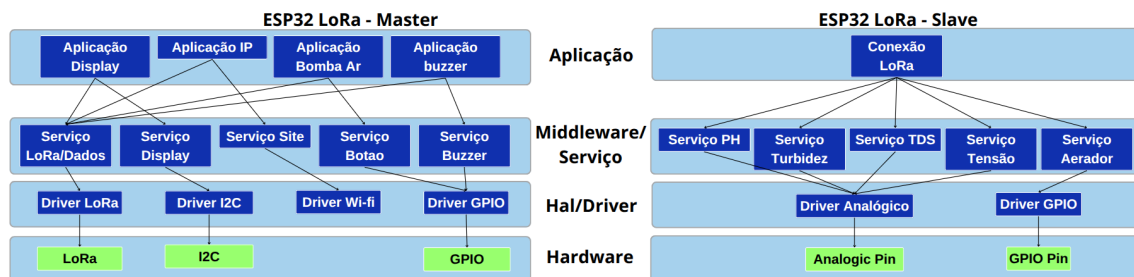 ESP32 LoRa - Master
ESP32 LoRa - Slave
Aplicação
Display
Aplicação IP
Aplicação
Bomba Ar
Aplicação
buzzer
Aplicação
Conexão
LoRa
Serviço
LoRa/Dados
Serviço
Display
Serviço Site
Serviço
Botao
Serviço
Buzzer
Middleware/
Serviço
Serviço PH
Serviço
Turbidez
Serviço TDS
Serviço
Tensão
Serviço
Aerador
Driver LoRa
Driver I2C
Driver Wi-fi
Driver GPIO
Hal/Driver
Driver Analógico
Driver GPIO
LoRa
I2C
GPIO
Hardware
Analogic Pin
GPIO Pin